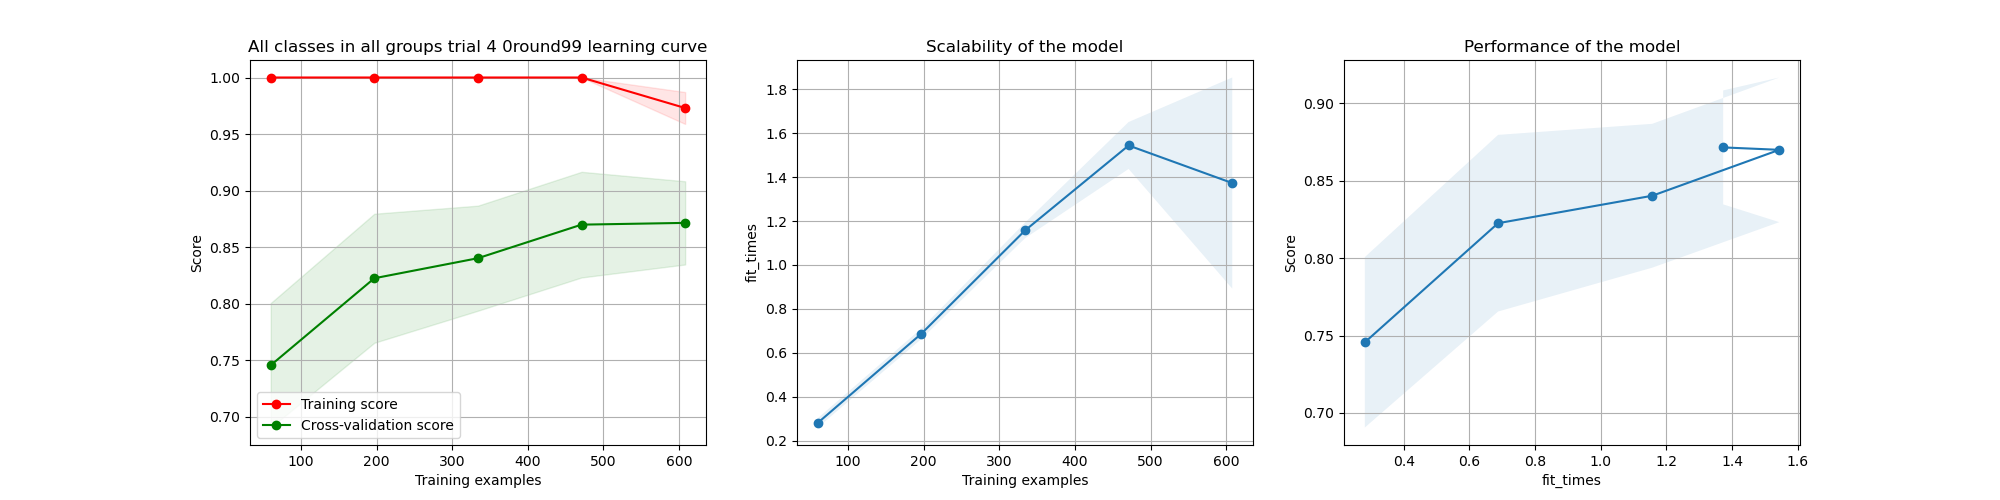 All classes in all groups trial 4 0round99 learning curve
1.00
0.95
0.90
0.85
0.80
0.75
0.70
Score
Training score
Cross-validation score
100 200 300 400 500 600
Training examples
Scalability of the model
1.8
1.6
1.4
1.2
1.0
0.8
0.6
0.4
0.2
fit_times
100 200 300 400 500 600
Training examples
Performance of the model
0.90
0.85
0.80
0.75
0.70
Score
0.4 0.6 0.8 1.0 1.2 1.4 1.6
fit_times